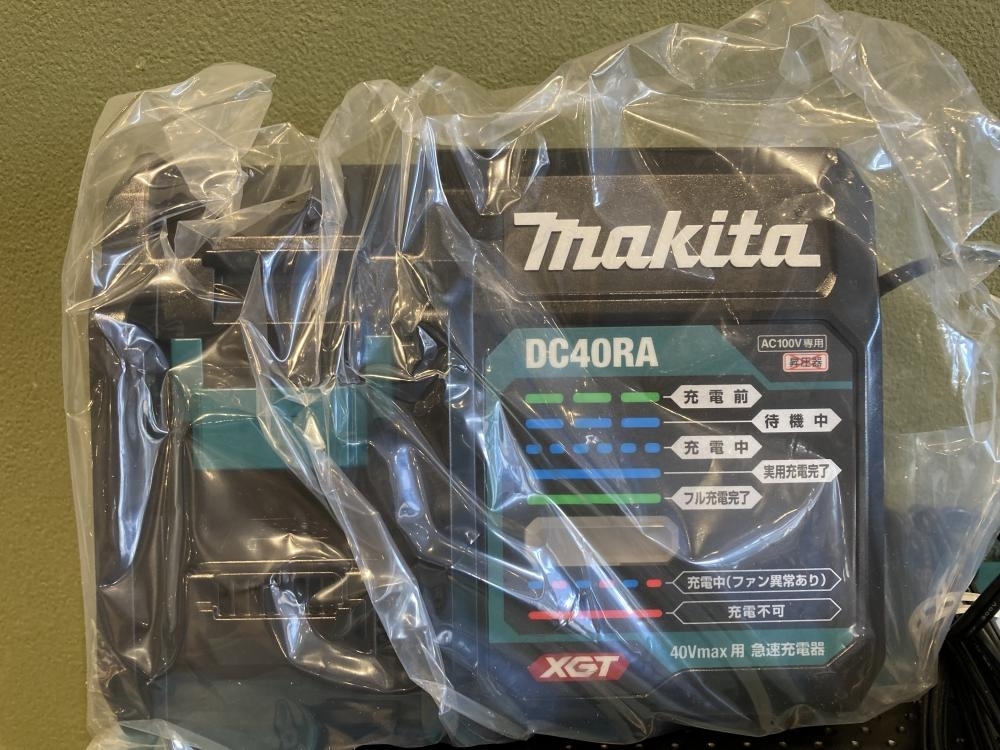 makita
DC40RA
AC100V専用
昇圧器
充電前
待機中
充電中
実用充電完了
フル充電完了
充電中(ファン異常あり)
充電不可
XGT
40Vmax用 急速充電器